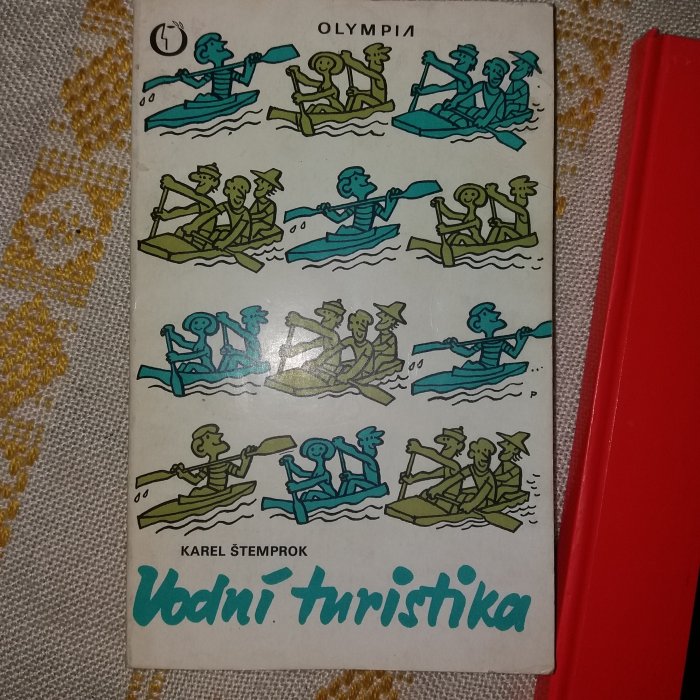 OLYMPIA
P
KAREL ŠTEMPROK
Vodní turistika